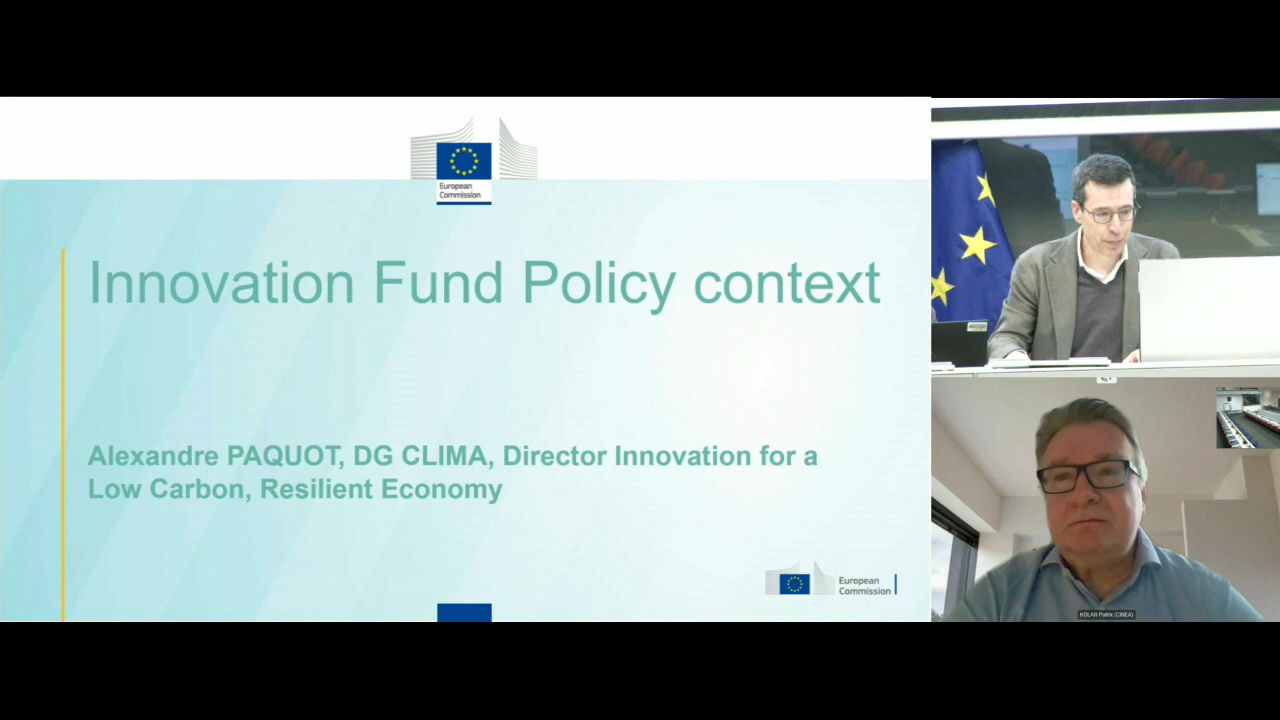 European
Commission
Innovation Fund Policy context
Alexandre PAQUOT, DG CLIMA, Director Innovation for a
Low Carbon, Resilient Economy
European
Commission
KOLAR Patrik (CINEA)